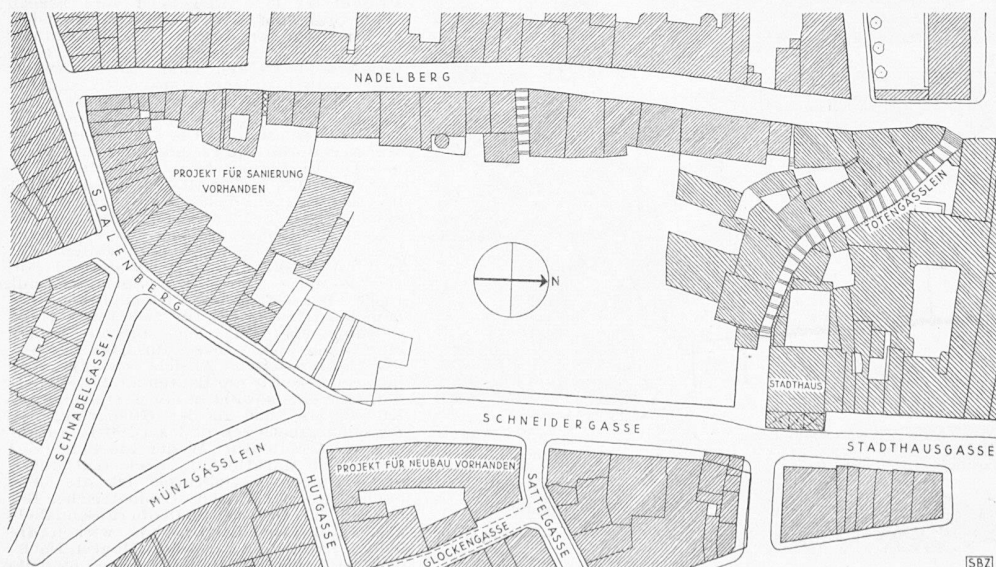 NADELBERG
PROJEKT FÜR SANIERUNG
VORHANDEN
SPALENBERG
TOTENGÄSSLEIN
N
SCHNABELGASSE
STADTHAUS
SCHNEIDERGASSE
STADTHAUSGASSE
MÜNZGÄSSLEIN
HUTGASSE
PROJEKT FÜR NEUBAU VORHANDEN
SATTELGASSE
GLOCKENGASSE
SBZ